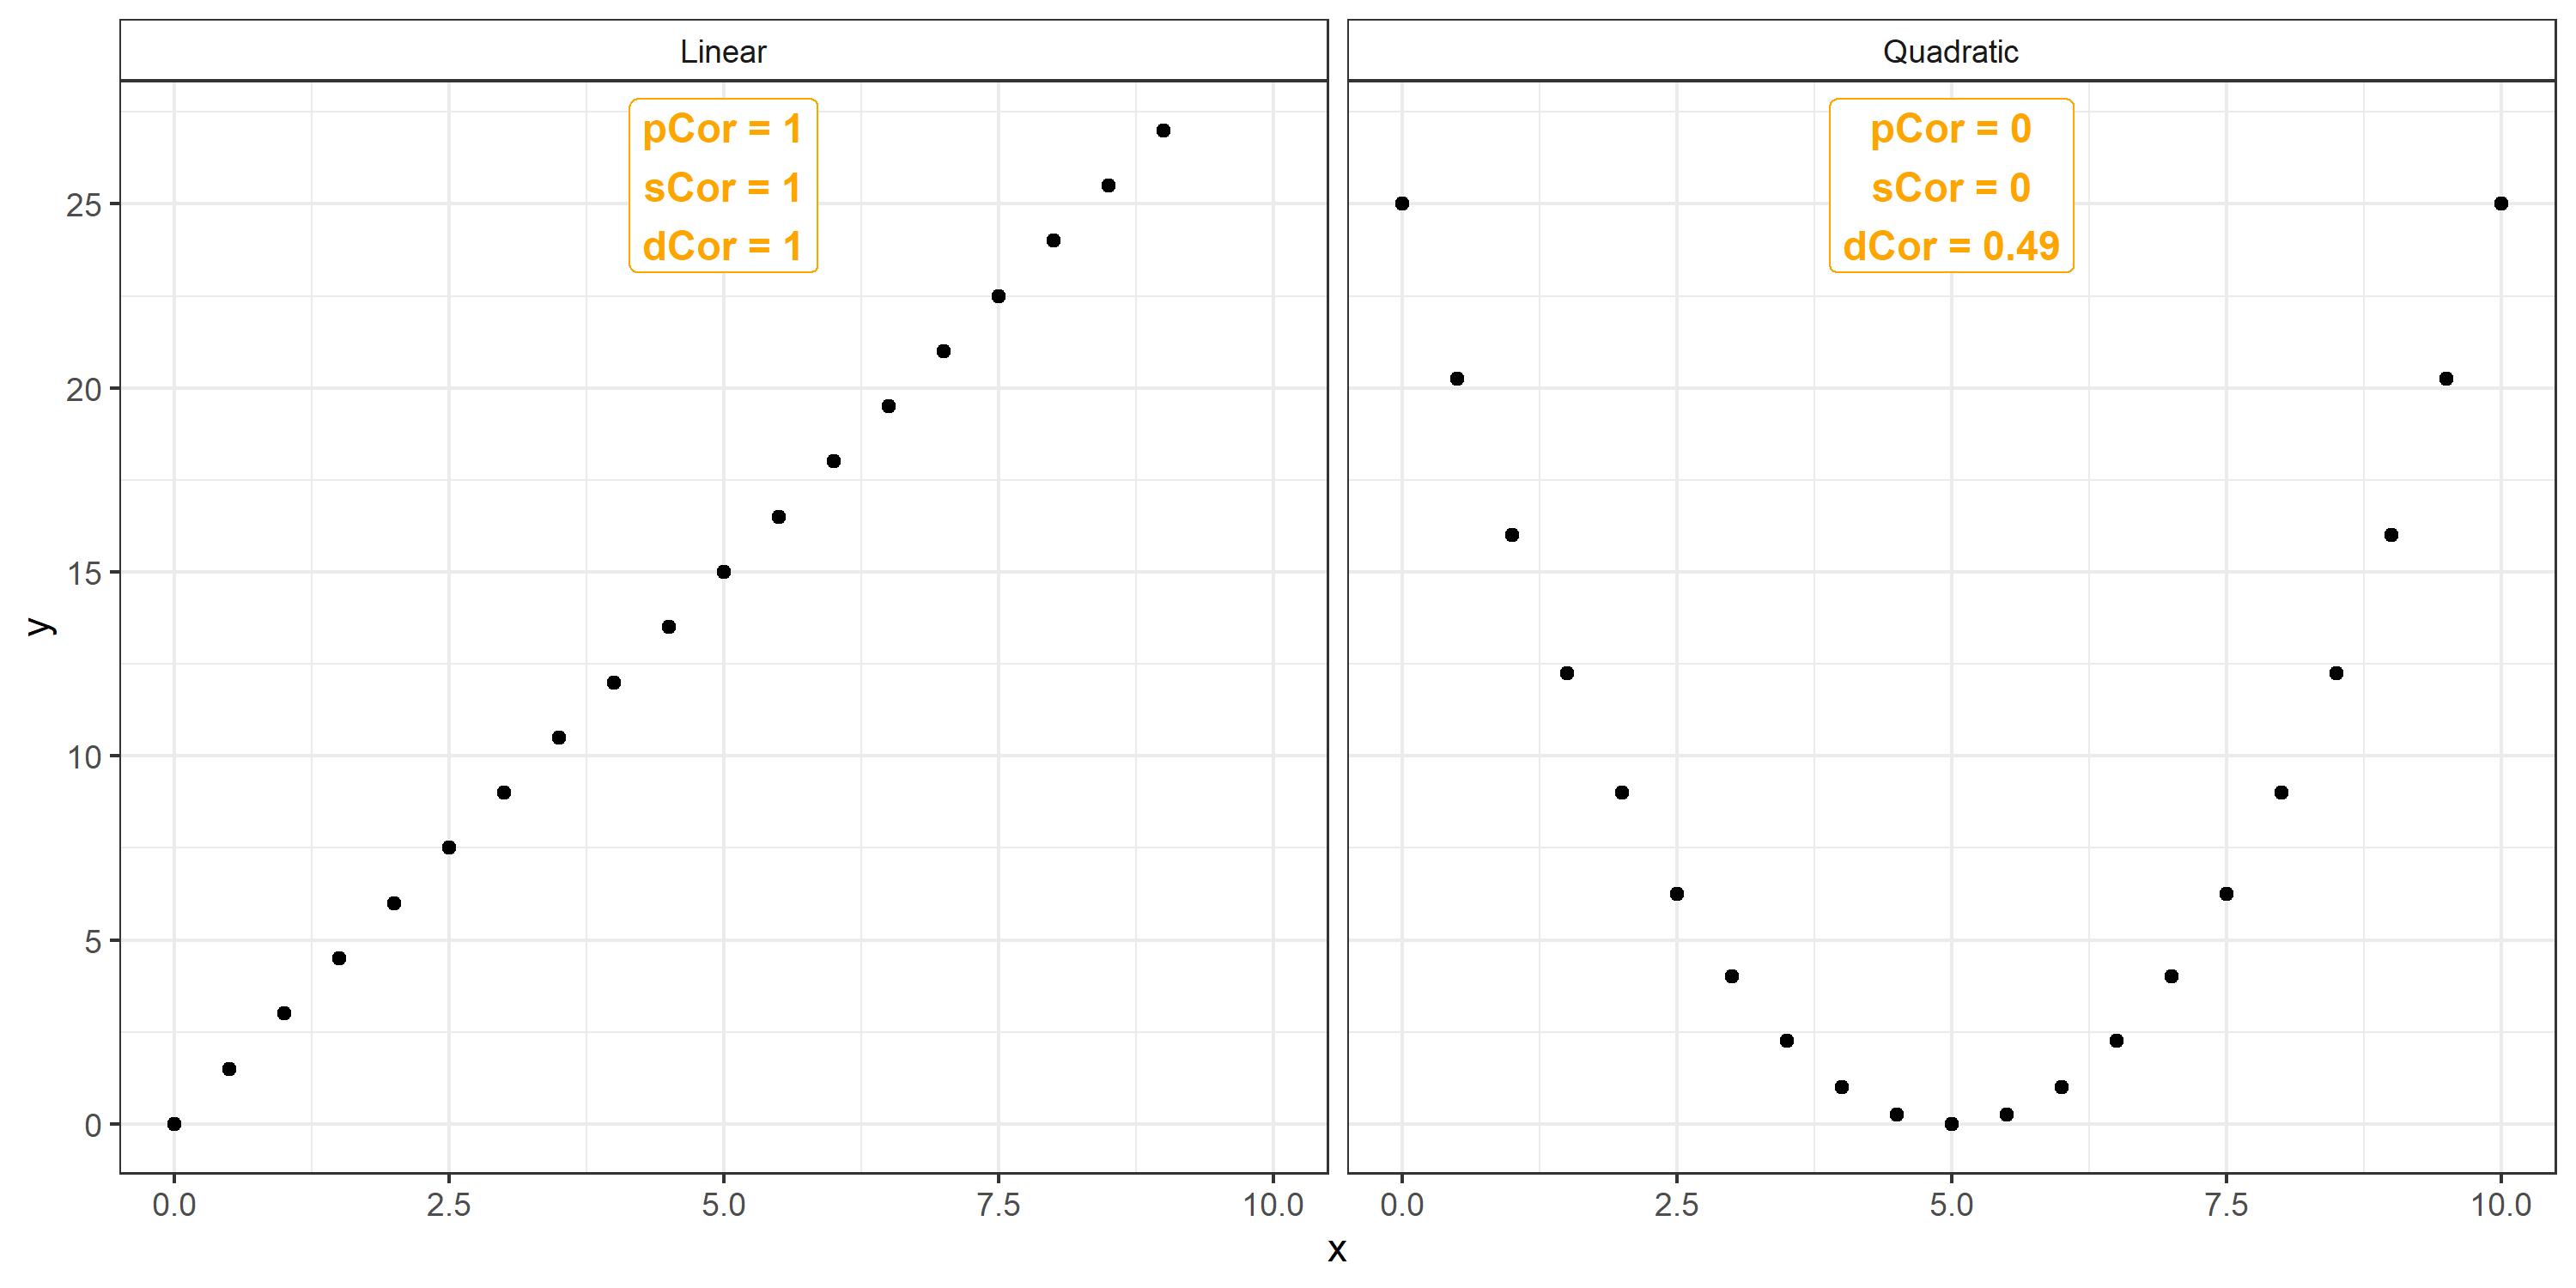 Linear
Quadratic
pCor = 1
sCor = 1
dCor = 1
pCor = 0
sCor = 0
dCor = 0.49
25
20
15
10
5
0
y
0.0 2.5 5.0 7.5 10.0
0.0 2.5 5.0 7.5 10.0
x